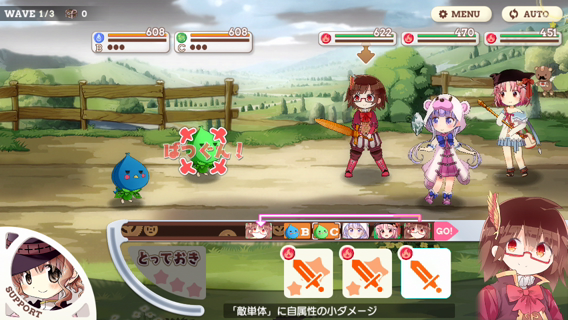 WAVE 1/3 0
MENU
AUTO
608
B
608
C
622
470
451
ばつぐん!
B C GO!
とっておき
SUPPORT
「敵単体」に自属性の小ダメージ